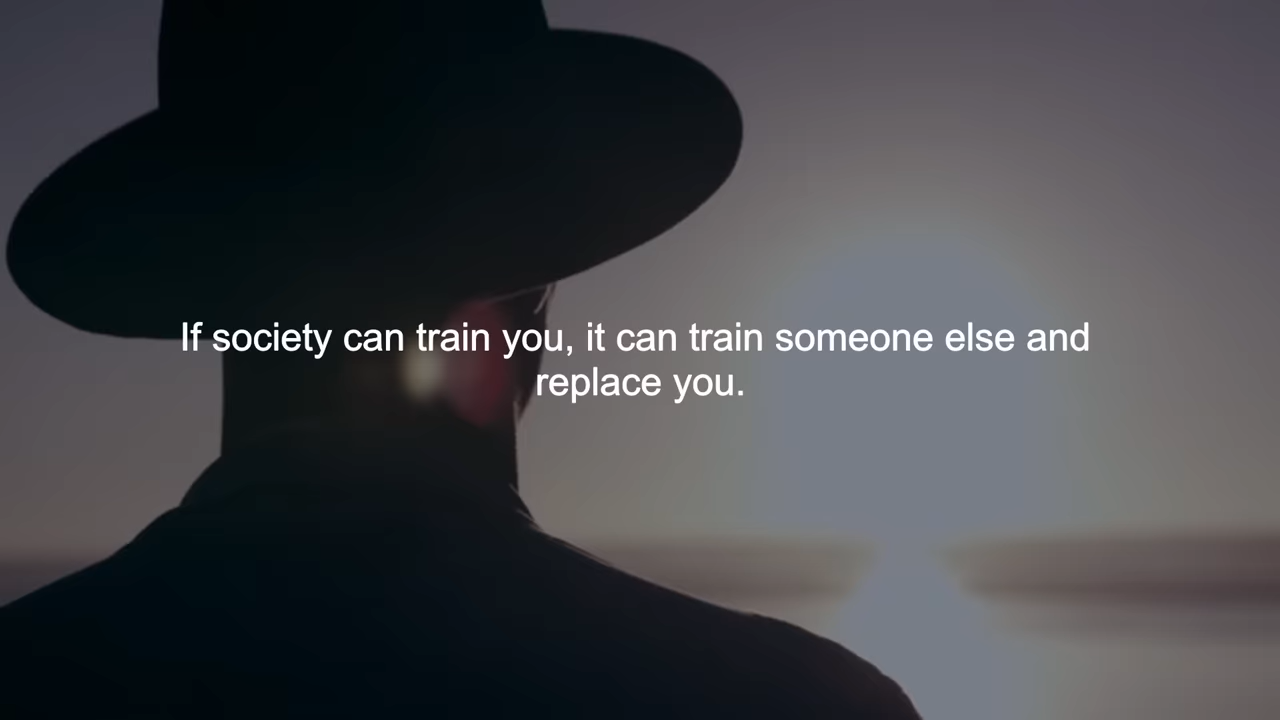 If society can train you, it can train someone else and
replace you.